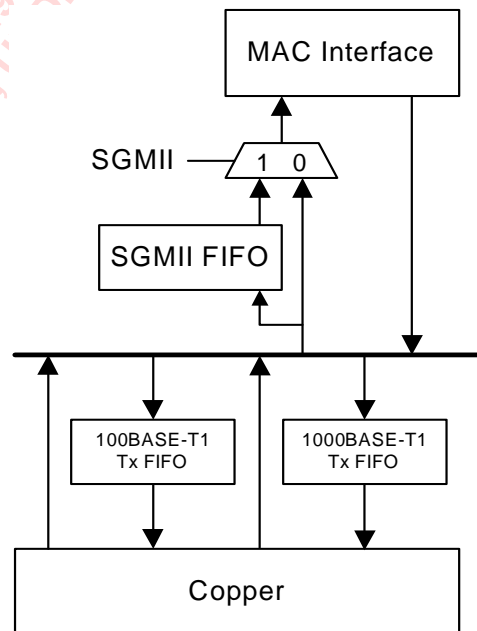 MAC Interface
SGMII
1 0
SGMII FIFO
100BASE-T1
Tx FIFO
1000BASE-T1
Tx FIFO
Copper